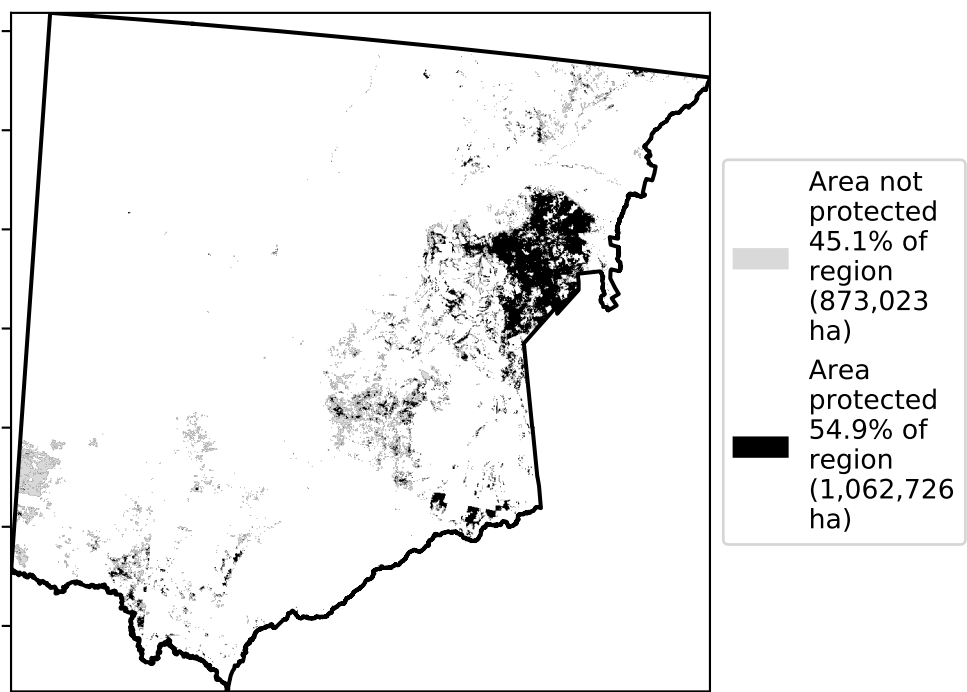 Area not
protected
45.1% of
region
(873,023
ha)
Area
protected
54.9% of
region
(1,062,726
ha)